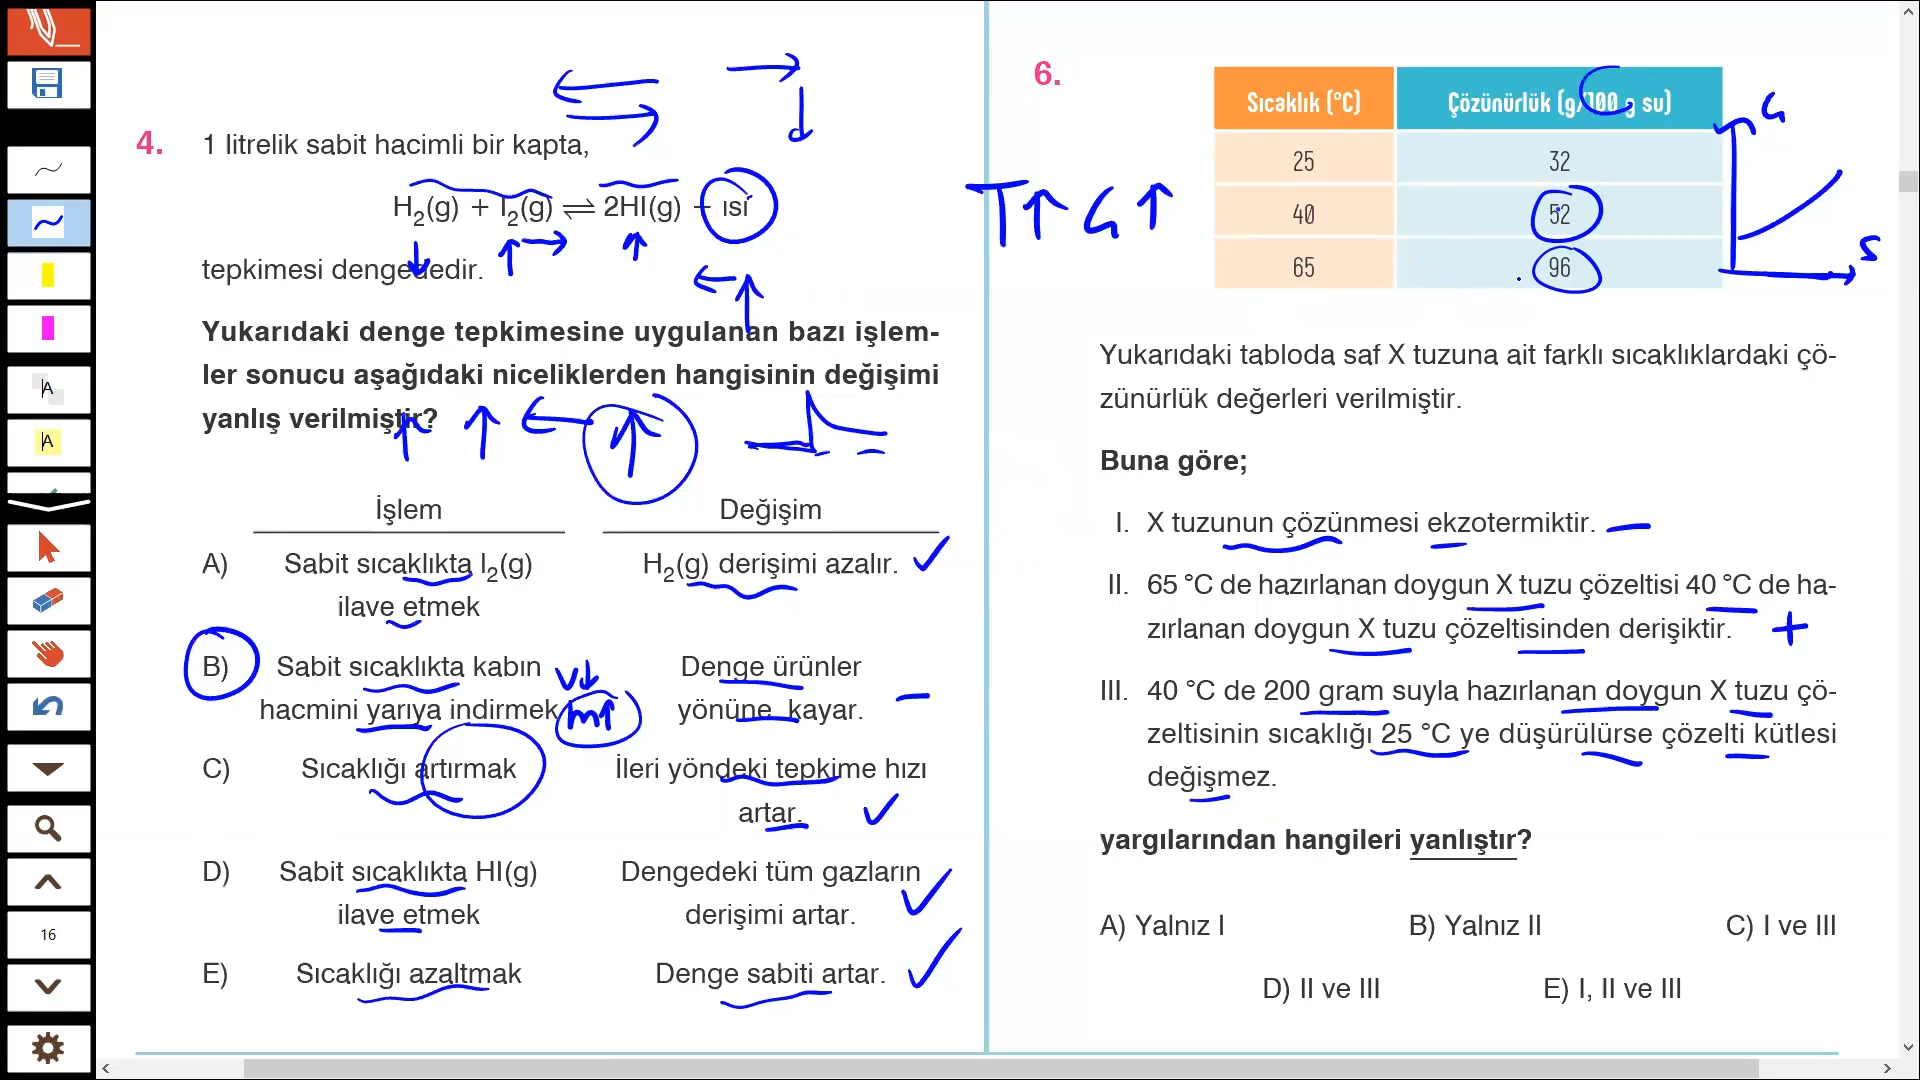 4.
1 litrelik sabit hacimli bir kapta,
H2(g) + I2(g) ⇌ 2HI(g) + ısı
tepkimesi dengededir.
Yukarıdaki denge tepkimesine uygulanan bazı işlem-
ler sonucu aşağıdaki niceliklerden hangisinin değişimi
yanlış verilmiştir?
İşlem Değişim
A) Sabit sıcaklıkta I2(g) H2(g) derişimi azalır.
ilave etmek
B) Sabit sıcaklıkta kabın V↓ Denge ürünler
hacmini yarıya indirmek m↑ yönüne kayar.
C) Sıcaklığı artırmak İleri yöndeki tepkime hızı
artar.
D) Sabit sıcaklıkta HI(g) Dengedeki tüm gazların
ilave etmek derişimi artar.
E) Sıcaklığı azaltmak Denge sabiti artar.
6.
Sıcaklık (°C) Çözünürlük (g/100 g su)
25 32
40 52
65 96
T↑ Ç↑
Ç
S
Yukarıdaki tabloda saf X tuzuna ait farklı sıcaklıklardaki çö-
zünürlük değerleri verilmiştir.
Buna göre;
I. X tuzunun çözünmesi ekzotermiktir. –
II. 65 °C de hazırlanan doygun X tuzu çözeltisi 40 °C de ha-
zırlanan doygun X tuzu çözeltisinden derişiktir. +
III. 40 °C de 200 gram suyla hazırlanan doygun X tuzu çö-
zeltisinin sıcaklığı 25 °C ye düşürülürse çözelti kütlesi
değişmez.
yargılarından hangileri yanlıştır?
A) Yalnız I B) Yalnız II C) I ve III
D) II ve III E) I, II ve III
A
A
16